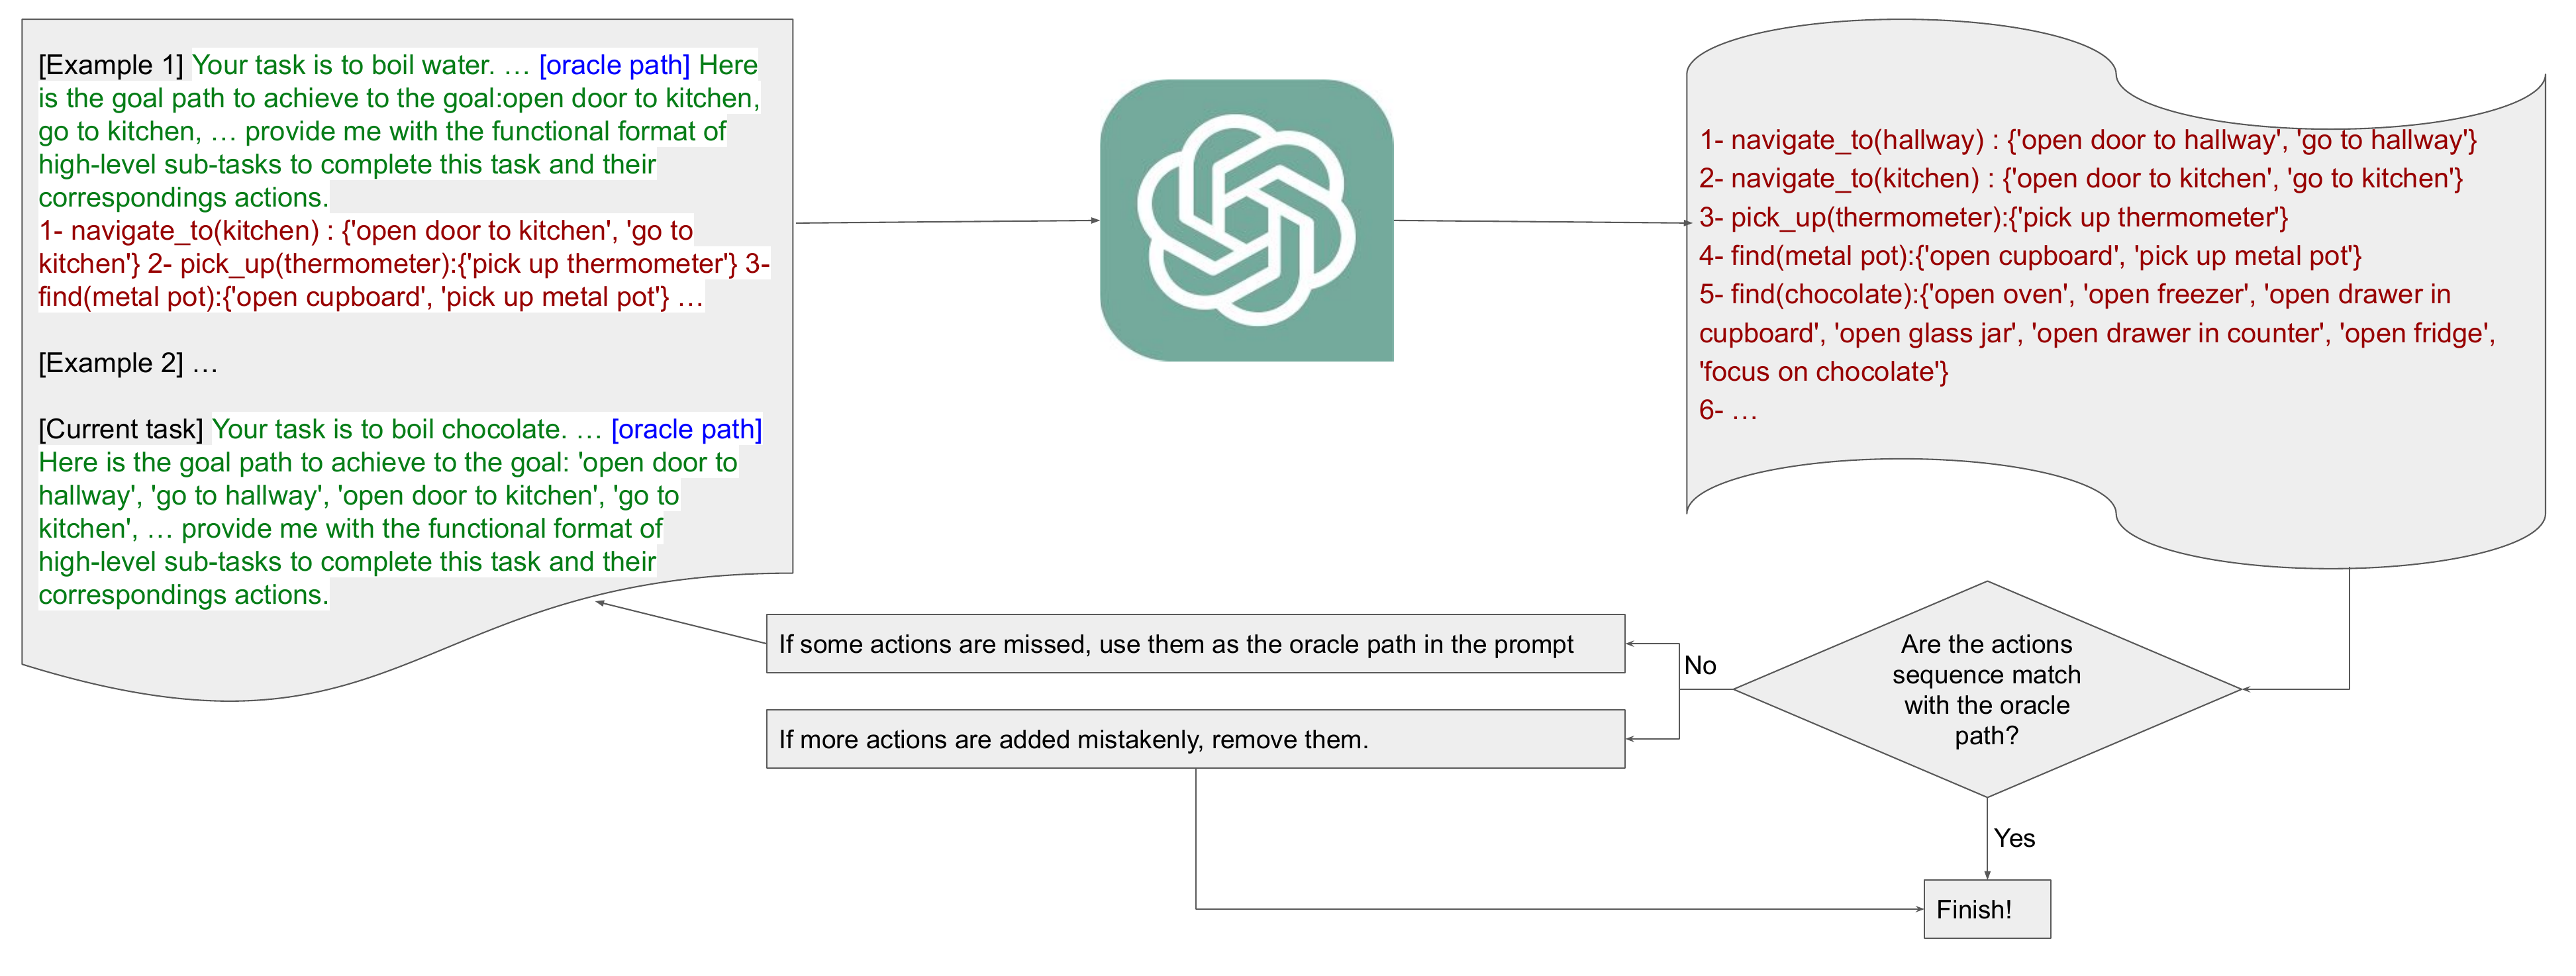 [Example 1] Your task is to boil water. … [oracle path] Here
is the goal path to achieve to the goal:open door to kitchen,
go to kitchen, … provide me with the functional format of
high-level sub-tasks to complete this task and their
correspondings actions.
1- navigate_to(kitchen) : {'open door to kitchen', 'go to
kitchen'} 2- pick_up(thermometer):{'pick up thermometer'} 3-
find(metal pot):{'open cupboard', 'pick up metal pot'} …
[Example 2] …
[Current task] Your task is to boil chocolate. … [oracle path]
Here is the goal path to achieve to the goal: 'open door to
hallway', 'go to hallway', 'open door to kitchen', 'go to
kitchen', … provide me with the functional format of
high-level sub-tasks to complete this task and their
correspondings actions.
1- navigate_to(hallway) : {'open door to hallway', 'go to hallway'}
2- navigate_to(kitchen) : {'open door to kitchen', 'go to kitchen'}
3- pick_up(thermometer):{'pick up thermometer'}
4- find(metal pot):{'open cupboard', 'pick up metal pot'}
5- find(chocolate):{'open oven', 'open freezer', 'open drawer in
cupboard', 'open glass jar', 'open drawer in counter', 'open fridge',
'focus on chocolate'}
6- …
Are the actions
sequence match
with the oracle
path?
No
If some actions are missed, use them as the oracle path in the prompt
If more actions are added mistakenly, remove them.
Yes
Finish!